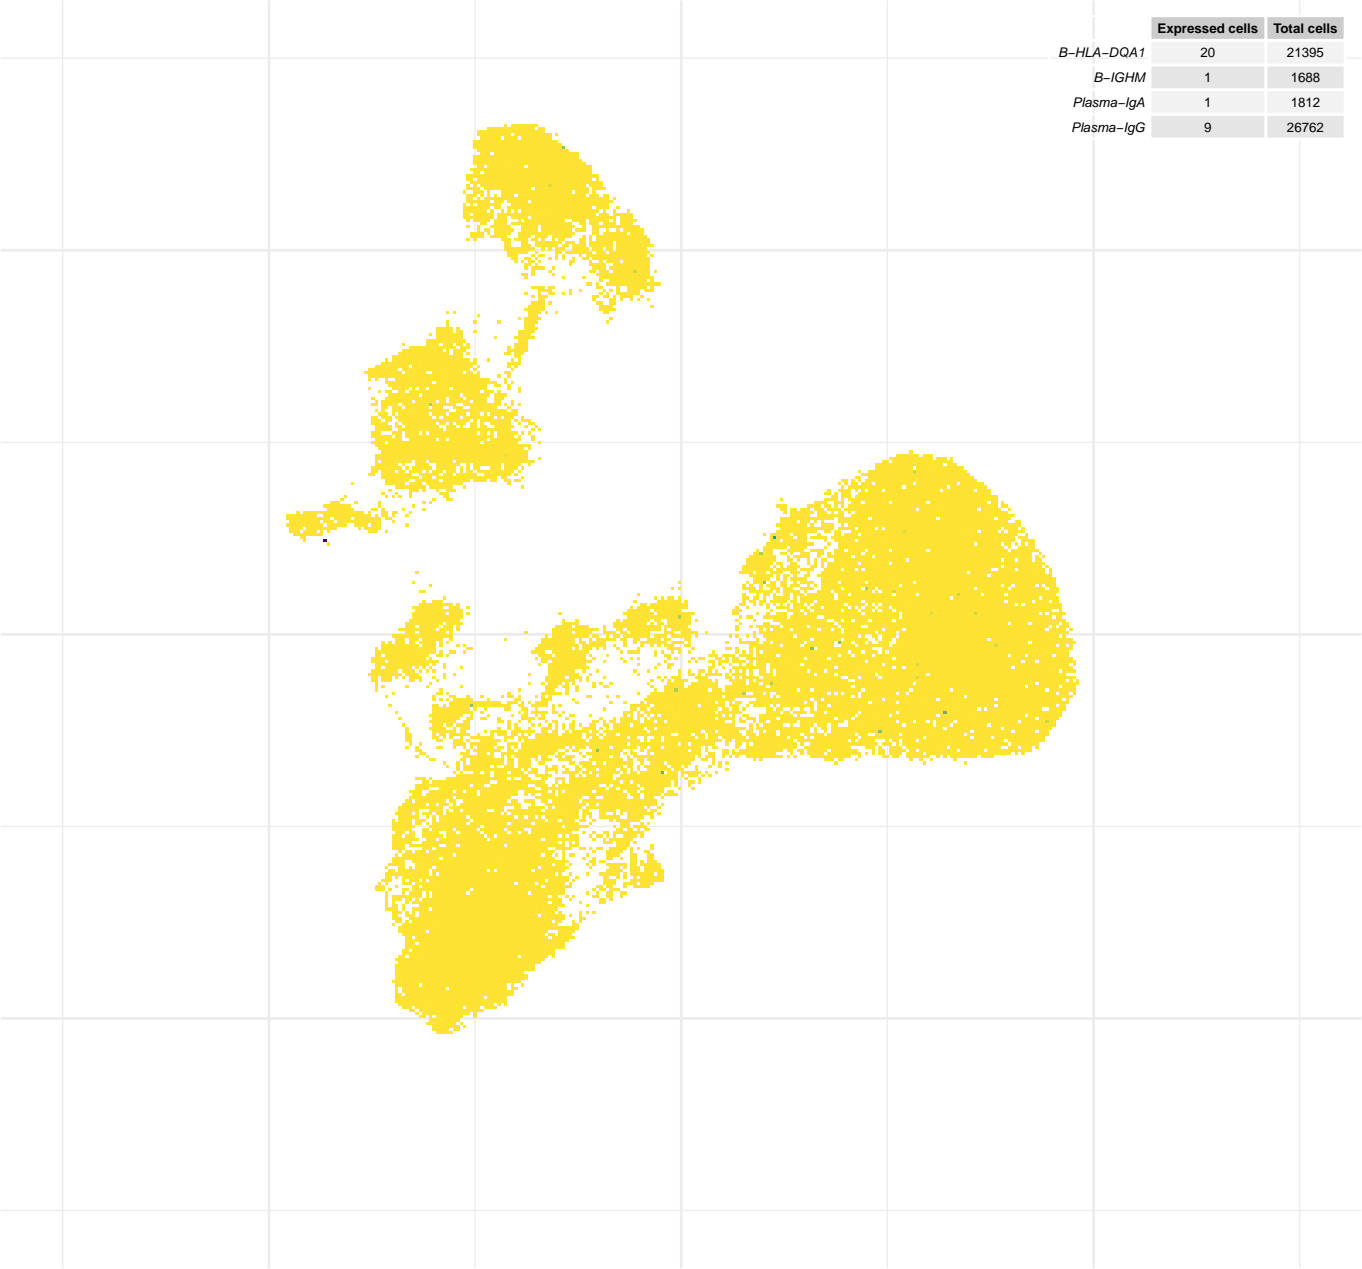 Expressed cells Total cells
B−HLA−DQA1 20 21395
B−IGHM 1 1688
Plasma−IgA 1 1812
Plasma−IgG 9 26762